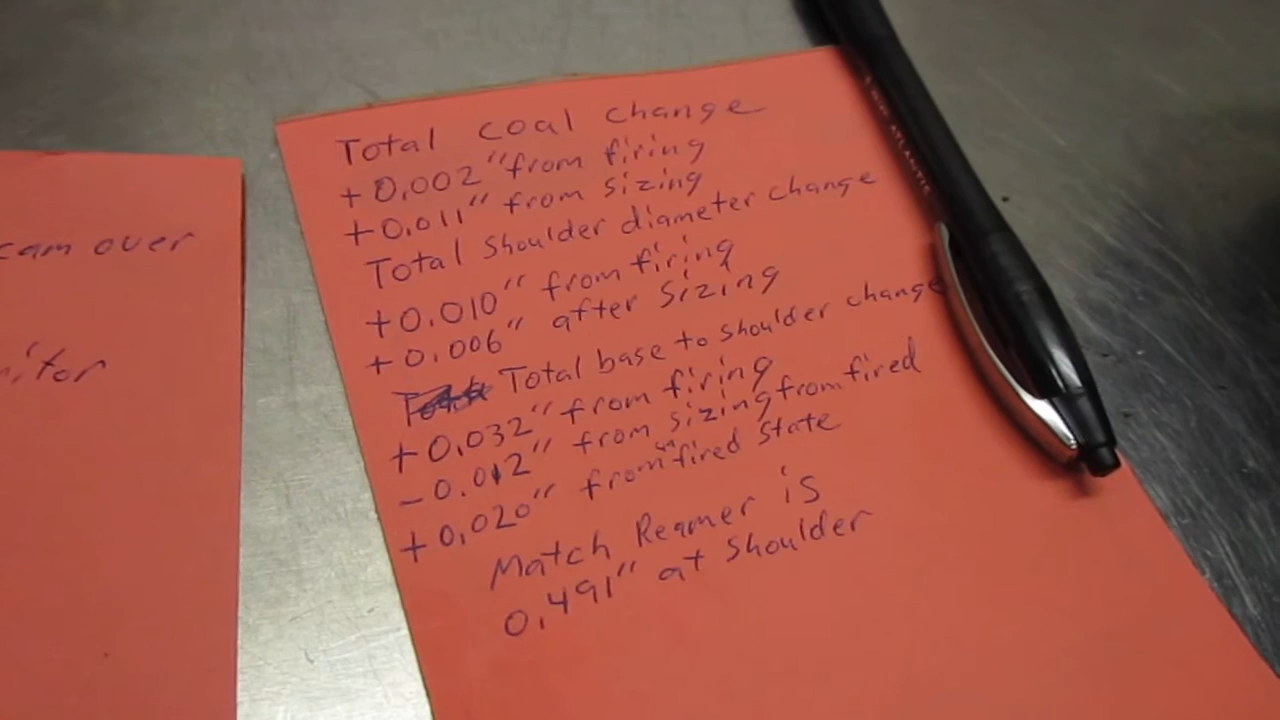 cam over
Total coal change
+0.002" from firing
+0.011" from sizing
Total shoulder diameter change
+0.010" from firing
+0.006" after sizing
Total base to shoulder change
+0.032" from firing
-0.012" from sizing from fired
+0.020" from "un" fired state
Match Reamer is
0.491" at shoulder
ATLANTIS